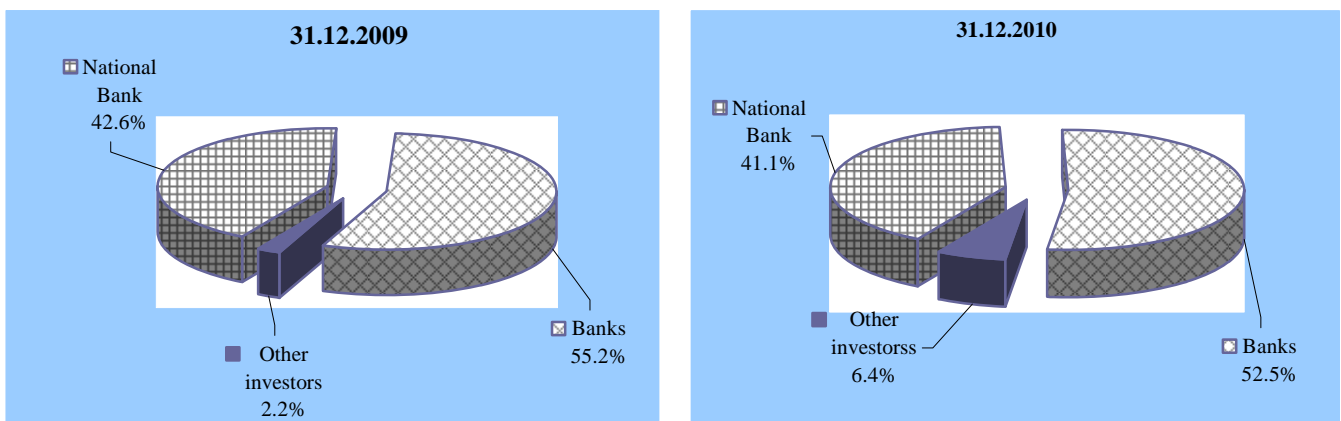 31.12.2009
National
Bank
42.6%
Other
investors
2.2%
Banks
55.2%
31.12.2010
National
Bank
41.1%
Other
investorss
6.4%
Banks
52.5%